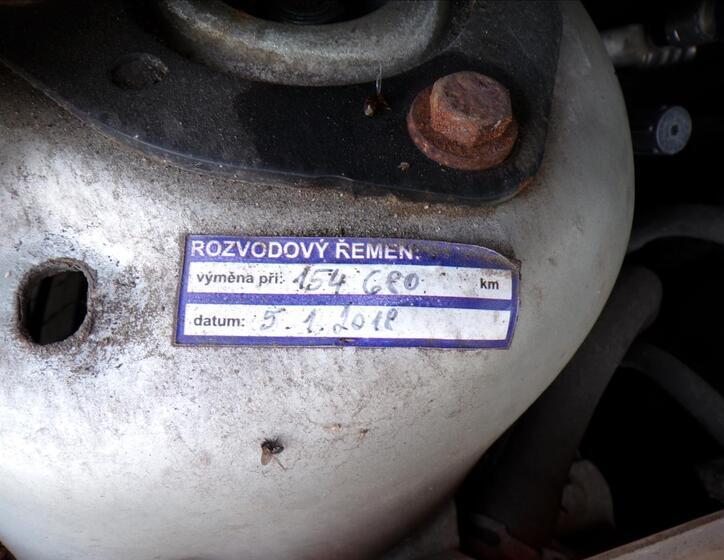 ROZVODOVÝ ŘEMEN:
výměna při: 154 680 km
datum: 5.1.2018